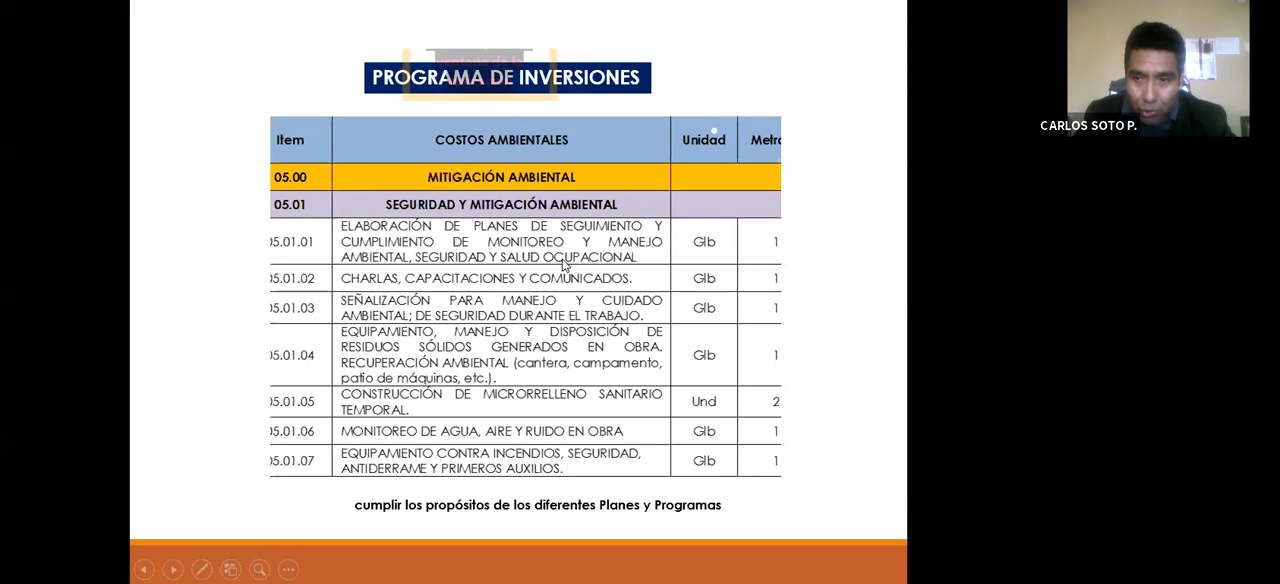 PROGRAMA DE INVERSIONES
CARLOS SOTO P.
Item COSTOS AMBIENTALES Unidad Metra
05.00 MITIGACIÓN AMBIENTAL
05.01 SEGURIDAD Y MITIGACIÓN AMBIENTAL
ELABORACIÓN DE PLANES DE SEGUIMIENTO Y
05.01.01 CUMPLIMIENTO DE MONITOREO Y MANEJO Glb 1
AMBIENTAL, SEGURIDAD Y SALUD OCUPACIONAL
05.01.02 CHARLAS, CAPACITACIONES Y COMUNICADOS. Glb 1
SEÑALIZACIÓN PARA MANEJO Y CUIDADO
05.01.03 Glb 1
AMBIENTAL; DE SEGURIDAD DURANTE EL TRABAJO.
EQUIPAMIENTO, MANEJO Y DISPOSICIÓN DE
RESIDUOS SÓLIDOS GENERADOS EN OBRA.
05.01.04 Glb 1
RECUPERACIÓN AMBIENTAL (cantera, campamento,
patio de máquinas, etc.).
CONSTRUCCIÓN DE MICRORRELLENO SANITARIO
05.01.05 Und 2
TEMPORAL.
05.01.06 MONITOREO DE AGUA, AIRE Y RUIDO EN OBRA Glb 1
EQUIPAMIENTO CONTRA INCENDIOS, SEGURIDAD,
05.01.07 Glb 1
ANTIDERRAME Y PRIMEROS AUXILIOS.
cumplir los propósitos de los diferentes Planes y Programas